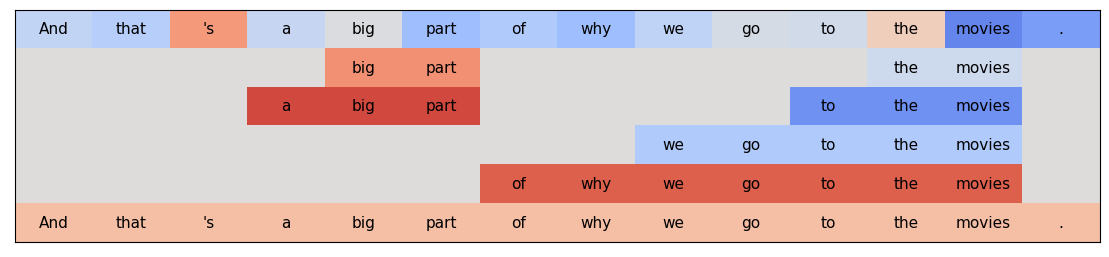 And that 's a big part of why we go to the movies .
big part the movies
a big part to the movies
we go to the movies
of why we go to the movies
And that 's a big part of why we go to the movies .